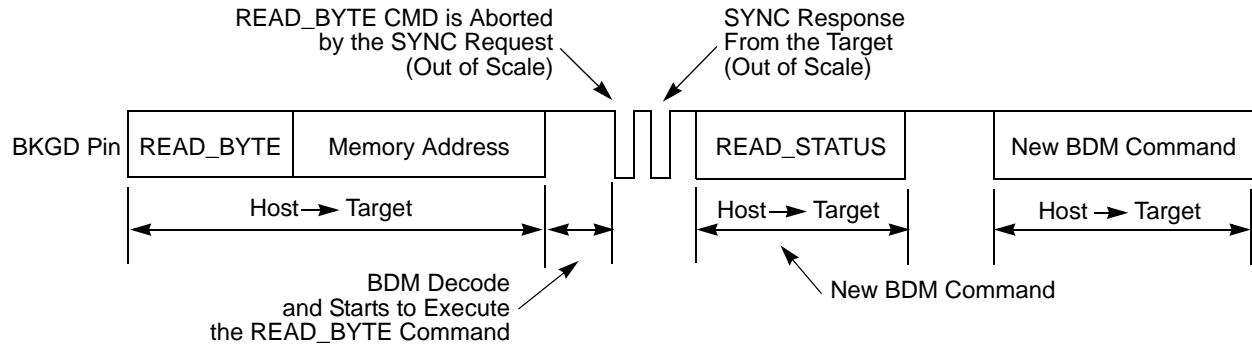 READ_BYTE CMD is Aborted
by the SYNC Request
(Out of Scale)
SYNC Response
From the Target
(Out of Scale)
BKGD Pin
READ_BYTE
Memory Address
READ_STATUS
New BDM Command
Host
Target
Host
Target
Host
Target
BDM Decode
and Starts to Execute
the READ_BYTE Command
New BDM Command